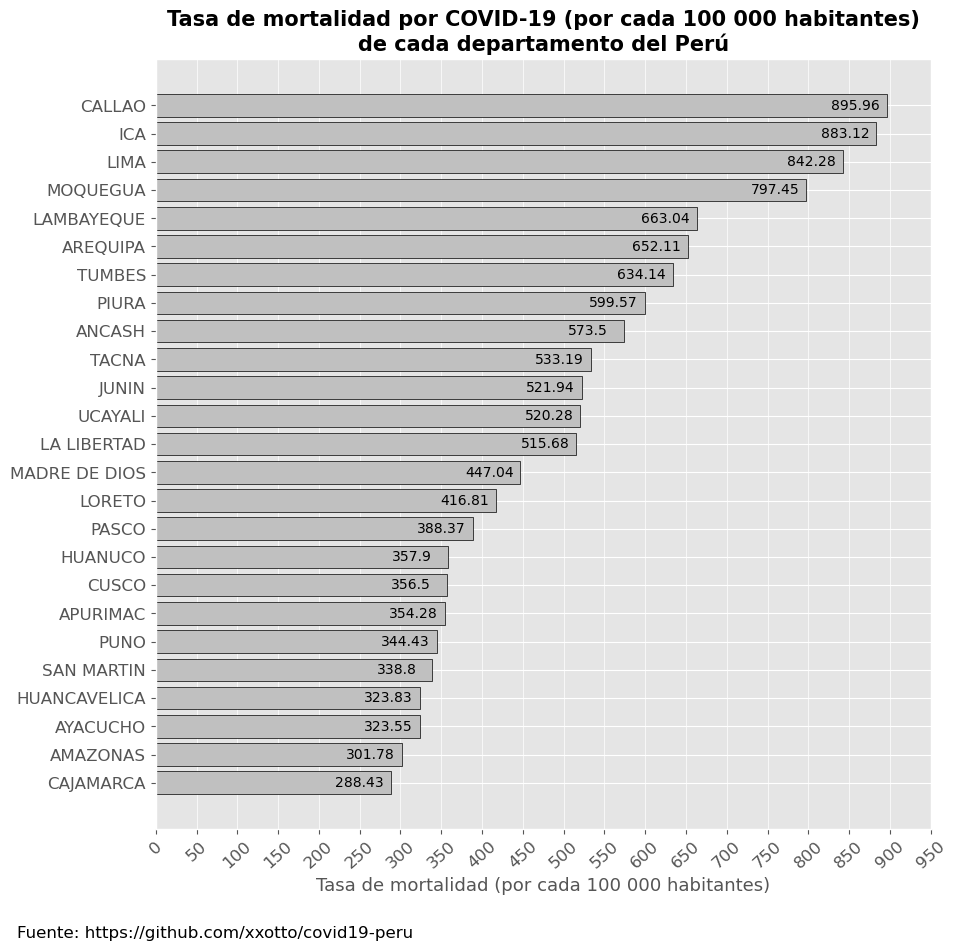 Tasa de mortalidad por COVID-19 (por cada 100 000 habitantes)
de cada departamento del Perú
CALLAO 895.96
ICA 883.12
LIMA 842.28
MOQUEGUA 797.45
LAMBAYEQUE 663.04
AREQUIPA 652.11
TUMBES 634.14
PIURA 599.57
ANCASH 573.5
TACNA 533.19
JUNIN 521.94
UCAYALI 520.28
LA LIBERTAD 515.68
MADRE DE DIOS 447.04
LORETO 416.81
PASCO 388.37
HUANUCO 357.9
CUSCO 356.5
APURIMAC 354.28
PUNO 344.43
SAN MARTIN 338.8
HUANCAVELICA 323.83
AYACUCHO 323.55
AMAZONAS 301.78
CAJAMARCA 288.43
0 50 100 150 200 250 300 350 400 450 500 550 600 650 700 750 800 850 900 950
Tasa de mortalidad (por cada 100 000 habitantes)
Fuente: https://github.com/xxotto/covid19-peru